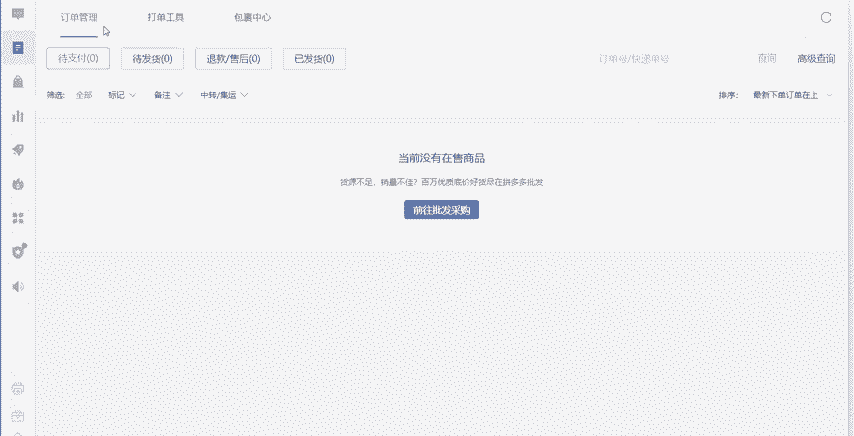 订单管理 打单工具 包裹中心
待支付(0) 待发货(0) 退款/售后(0) 已发货(0) 订单号/快递单号 查询 高级查询
筛选: 全部 标记 备注 中转/集运 排序: 最新下单订单在上
当前没有在售商品
货源不足，销量不佳？百万优质底价好货尽在拼多多批发
前往批发采购